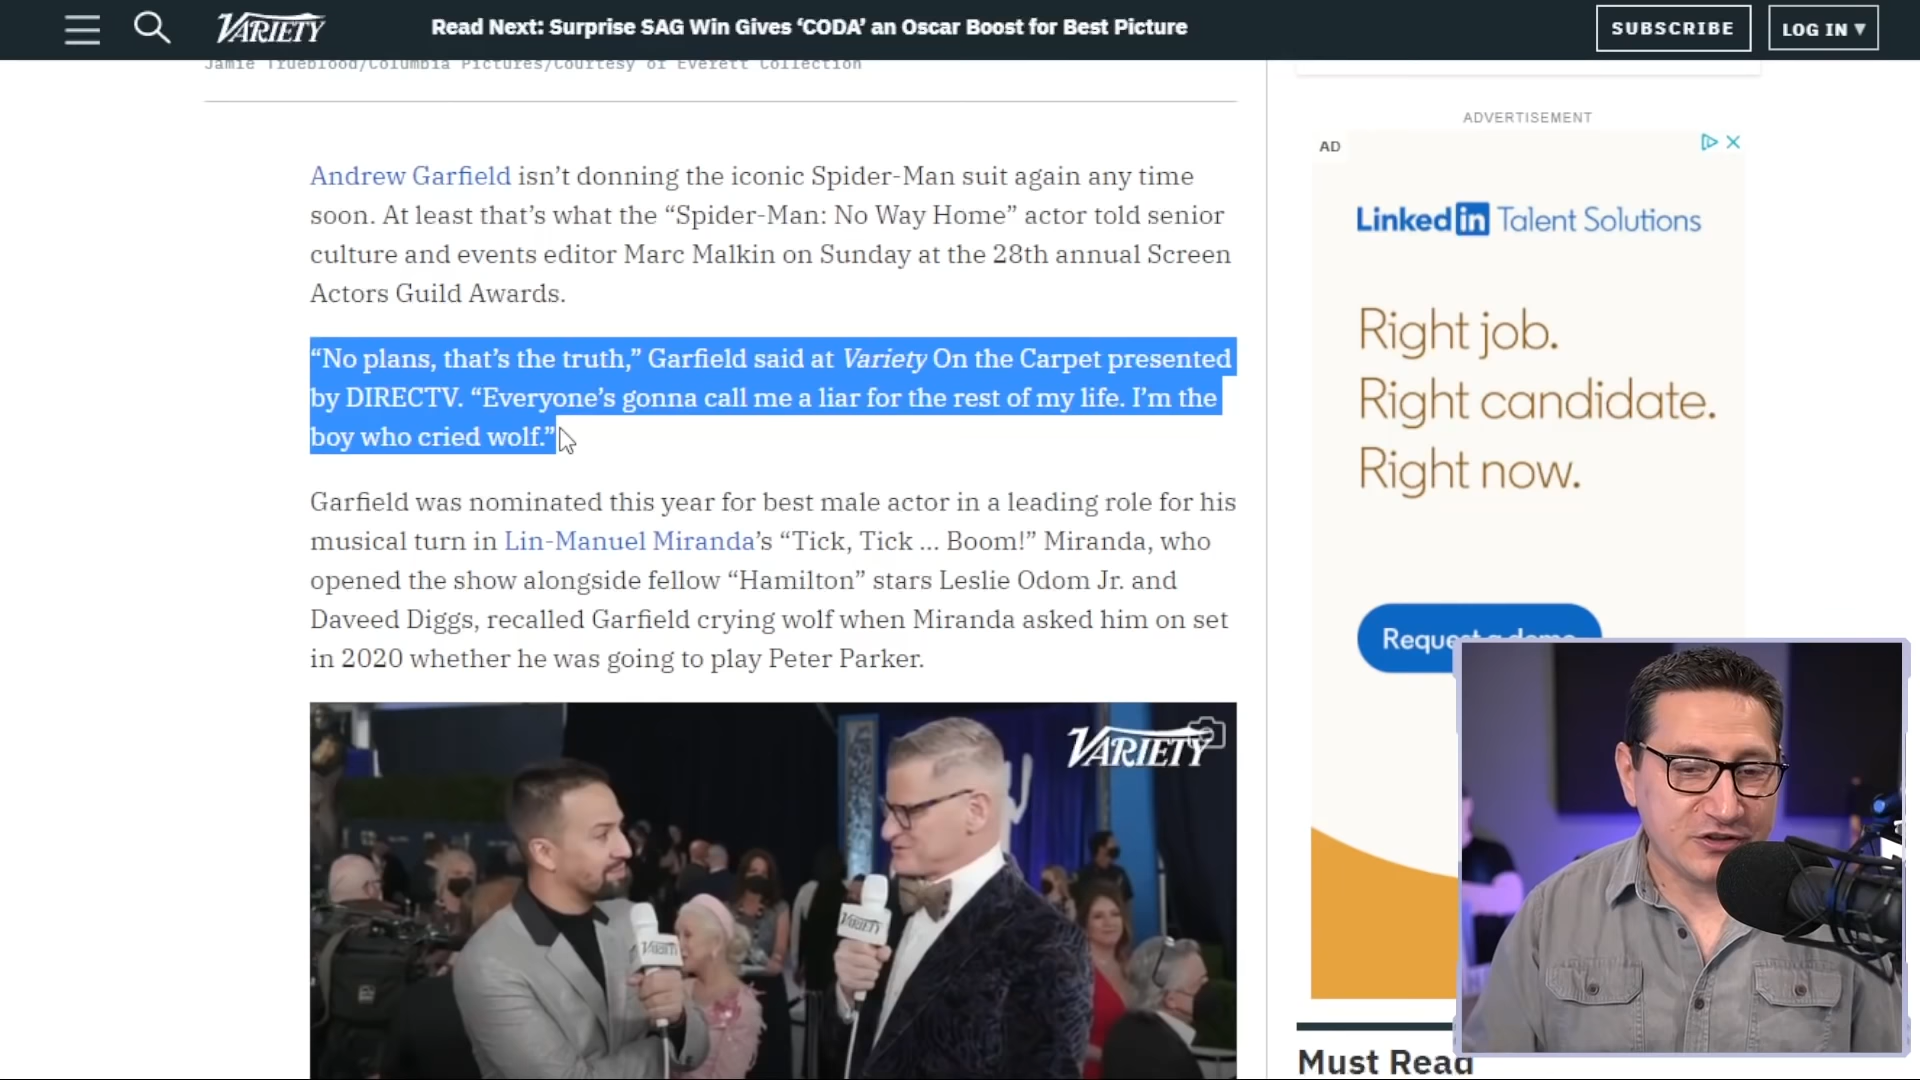 VARIETY
Read Next: Surprise SAG Win Gives ‘CODA’ an Oscar Boost for Best Picture
SUBSCRIBE
LOG IN ▾
Jamie Trueblood/Columbia Pictures/Courtesy of Everett Collection
Andrew Garfield isn’t donning the iconic Spider-Man suit again any time
soon. At least that’s what the “Spider-Man: No Way Home” actor told senior
culture and events editor Marc Malkin on Sunday at the 28th annual Screen
Actors Guild Awards.
“No plans, that’s the truth,” Garfield said at Variety On the Carpet presented
by DIRECTV. “Everyone’s gonna call me a liar for the rest of my life. I’m the
boy who cried wolf.”
Garfield was nominated this year for best male actor in a leading role for his
musical turn in Lin-Manuel Miranda’s “Tick, Tick ... Boom!” Miranda, who
opened the show alongside fellow “Hamilton” stars Leslie Odom Jr. and
Daveed Diggs, recalled Garfield crying wolf when Miranda asked him on set
in 2020 whether he was going to play Peter Parker.
VARIETY
VARIETY
VARIETY
ADVERTISEMENT
AD
Linked in Talent Solutions
Right job.
Right candidate.
Right now.
Request a demo
Must Read